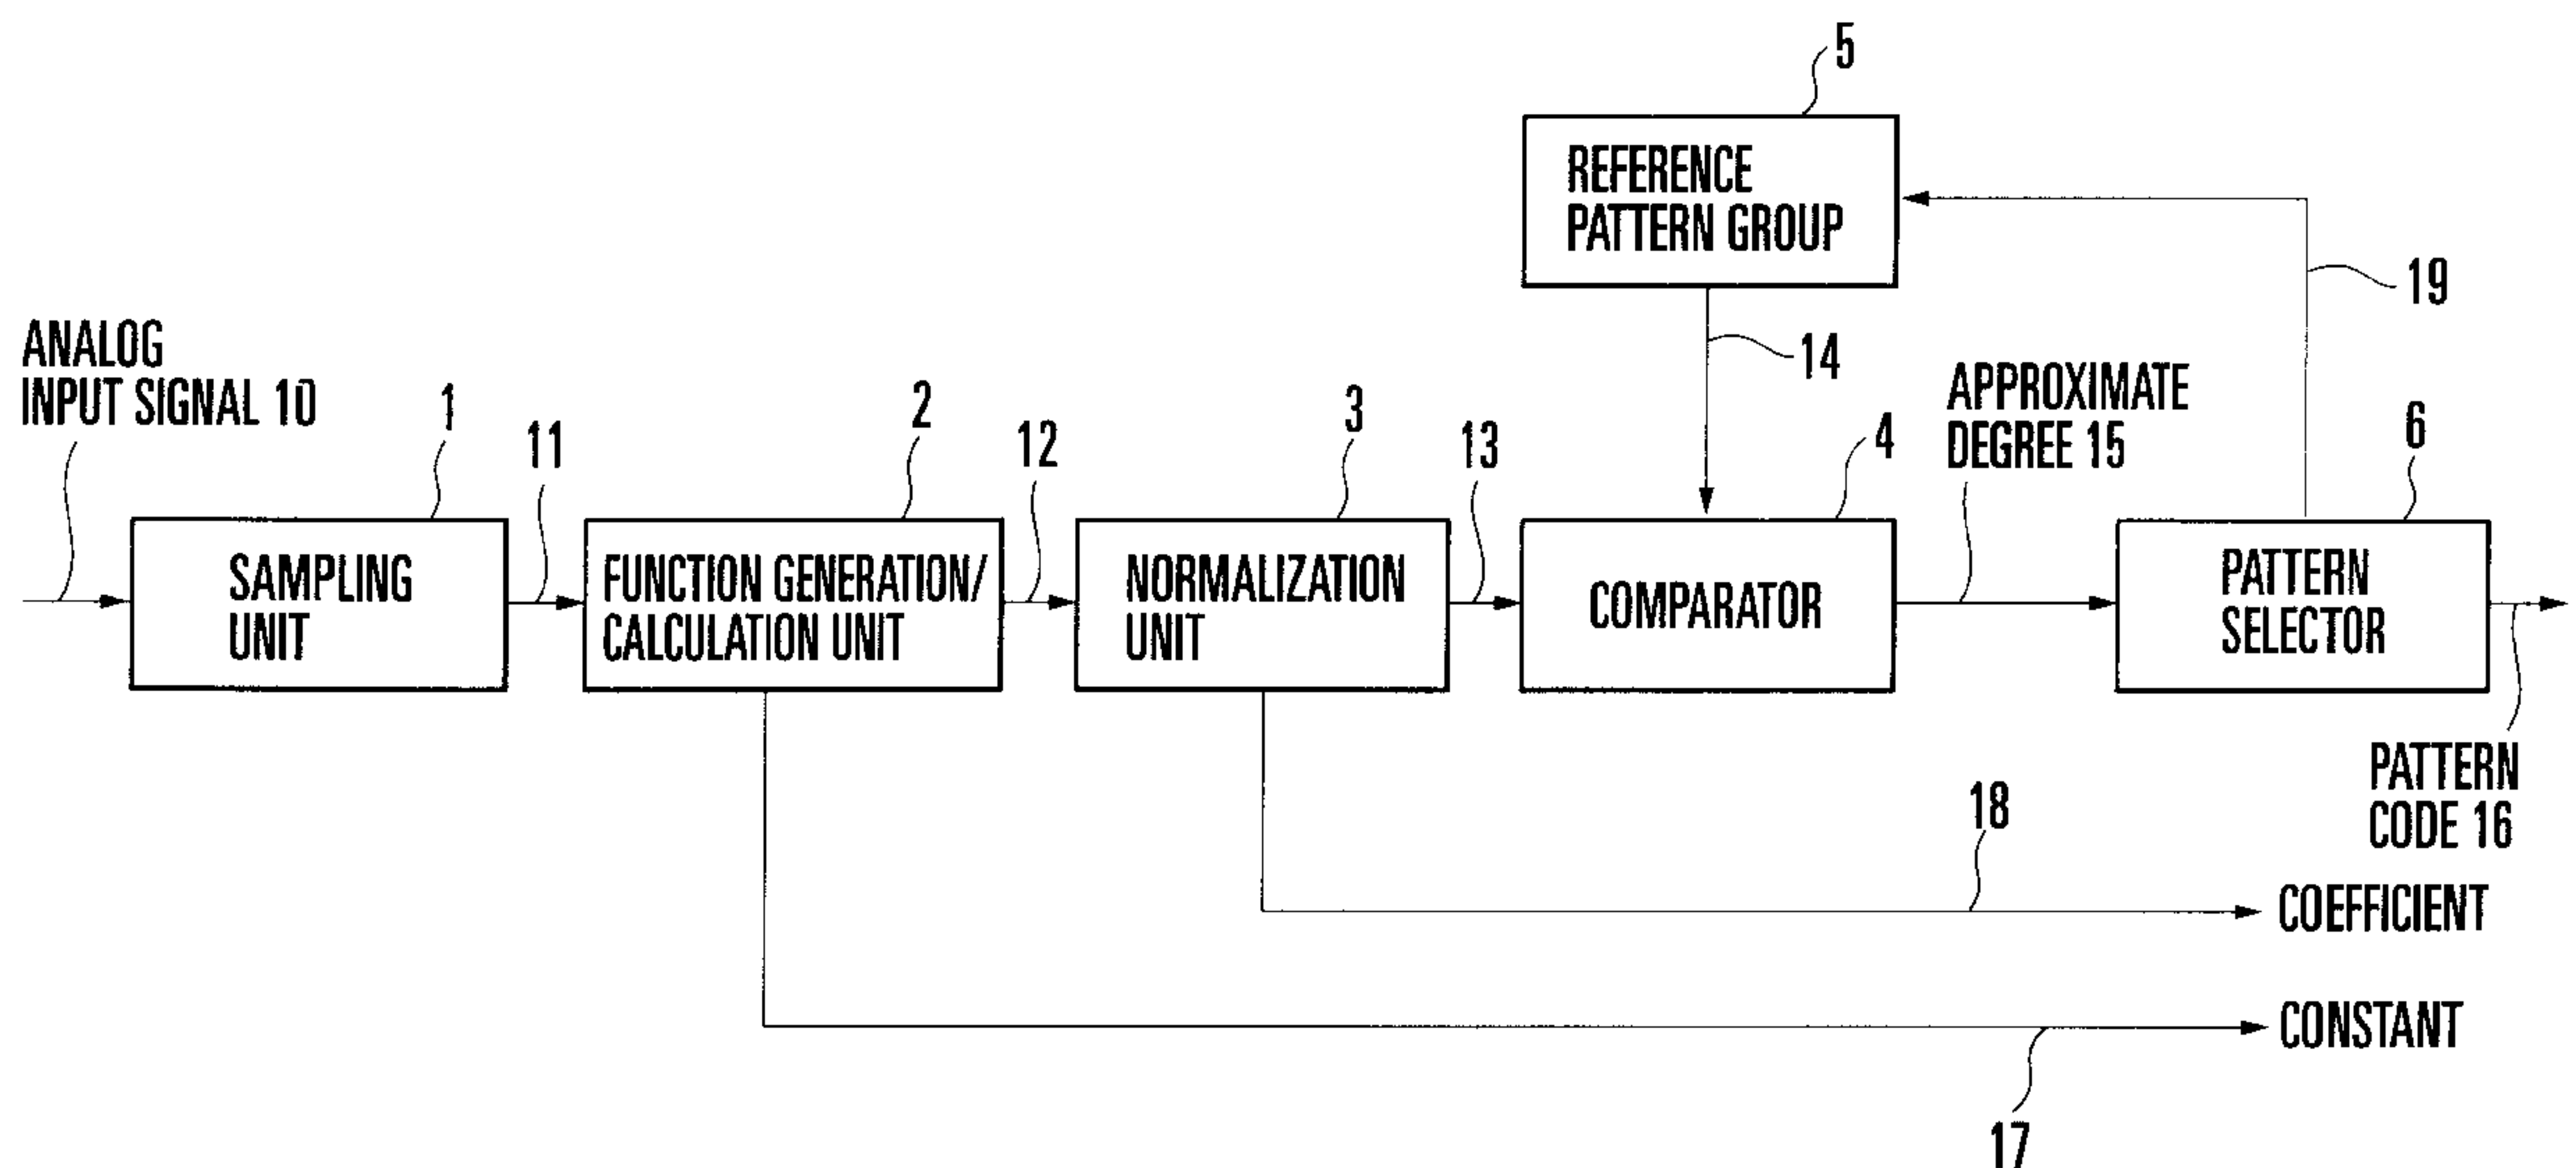 5
REFERENCE
PATTERN GROUP
19
14
ANALOG
INPUT SIGNAL 10
1
11
2
12
3
13
4
APPROXIMATE
DEGREE 15
6
SAMPLING
UNIT
FUNCTION GENERATION/
CALCULATION UNIT
NORMALIZATION
UNIT
COMPARATOR
PATTERN
SELECTOR
PATTERN
CODE 16
18
COEFFICIENT
CONSTANT
17